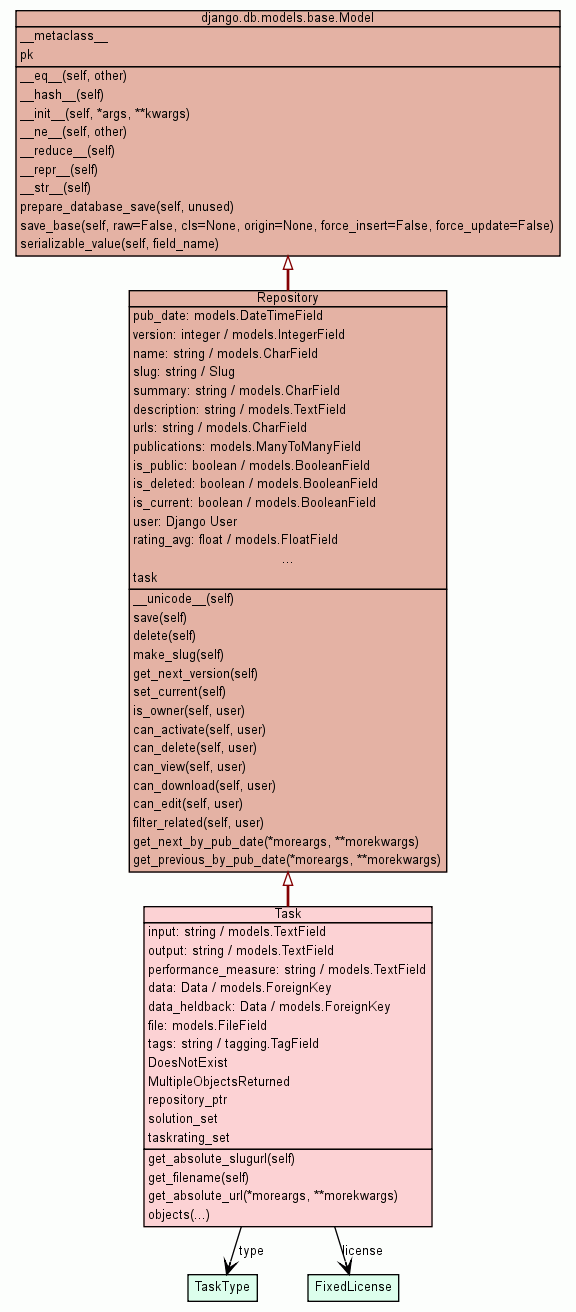 django.db.models.base.Model
__metaclass__
pk
__eq__(self, other)
__hash__(self)
__init__(self, *args, **kwargs)
__ne__(self, other)
__reduce__(self)
__repr__(self)
__str__(self)
prepare_database_save(self, unused)
save_base(self, raw=False, cls=None, origin=None, force_insert=False, force_update=False)
serializable_value(self, field_name)
Repository
pub_date: models.DateTimeField
version: integer / models.IntegerField
name: string / models.CharField
slug: string / Slug
summary: string / models.CharField
description: string / models.TextField
urls: string / models.CharField
publications: models.ManyToManyField
is_public: boolean / models.BooleanField
is_deleted: boolean / models.BooleanField
is_current: boolean / models.BooleanField
user: Django User
rating_avg: float / models.FloatField
...
task
__unicode__(self)
save(self)
delete(self)
make_slug(self)
get_next_version(self)
set_current(self)
is_owner(self, user)
can_activate(self, user)
can_delete(self, user)
can_view(self, user)
can_download(self, user)
can_edit(self, user)
filter_related(self, user)
get_next_by_pub_date(*moreargs, **morekwargs)
get_previous_by_pub_date(*moreargs, **morekwargs)
Task
input: string / models.TextField
output: string / models.TextField
performance_measure: string / models.TextField
data: Data / models.ForeignKey
data_heldback: Data / models.ForeignKey
file: models.FileField
tags: string / tagging.TagField
DoesNotExist
MultipleObjectsReturned
repository_ptr
solution_set
taskrating_set
get_absolute_slugurl(self)
get_filename(self)
get_absolute_url(*moreargs, **morekwargs)
objects(...)
type
license
TaskType
FixedLicense